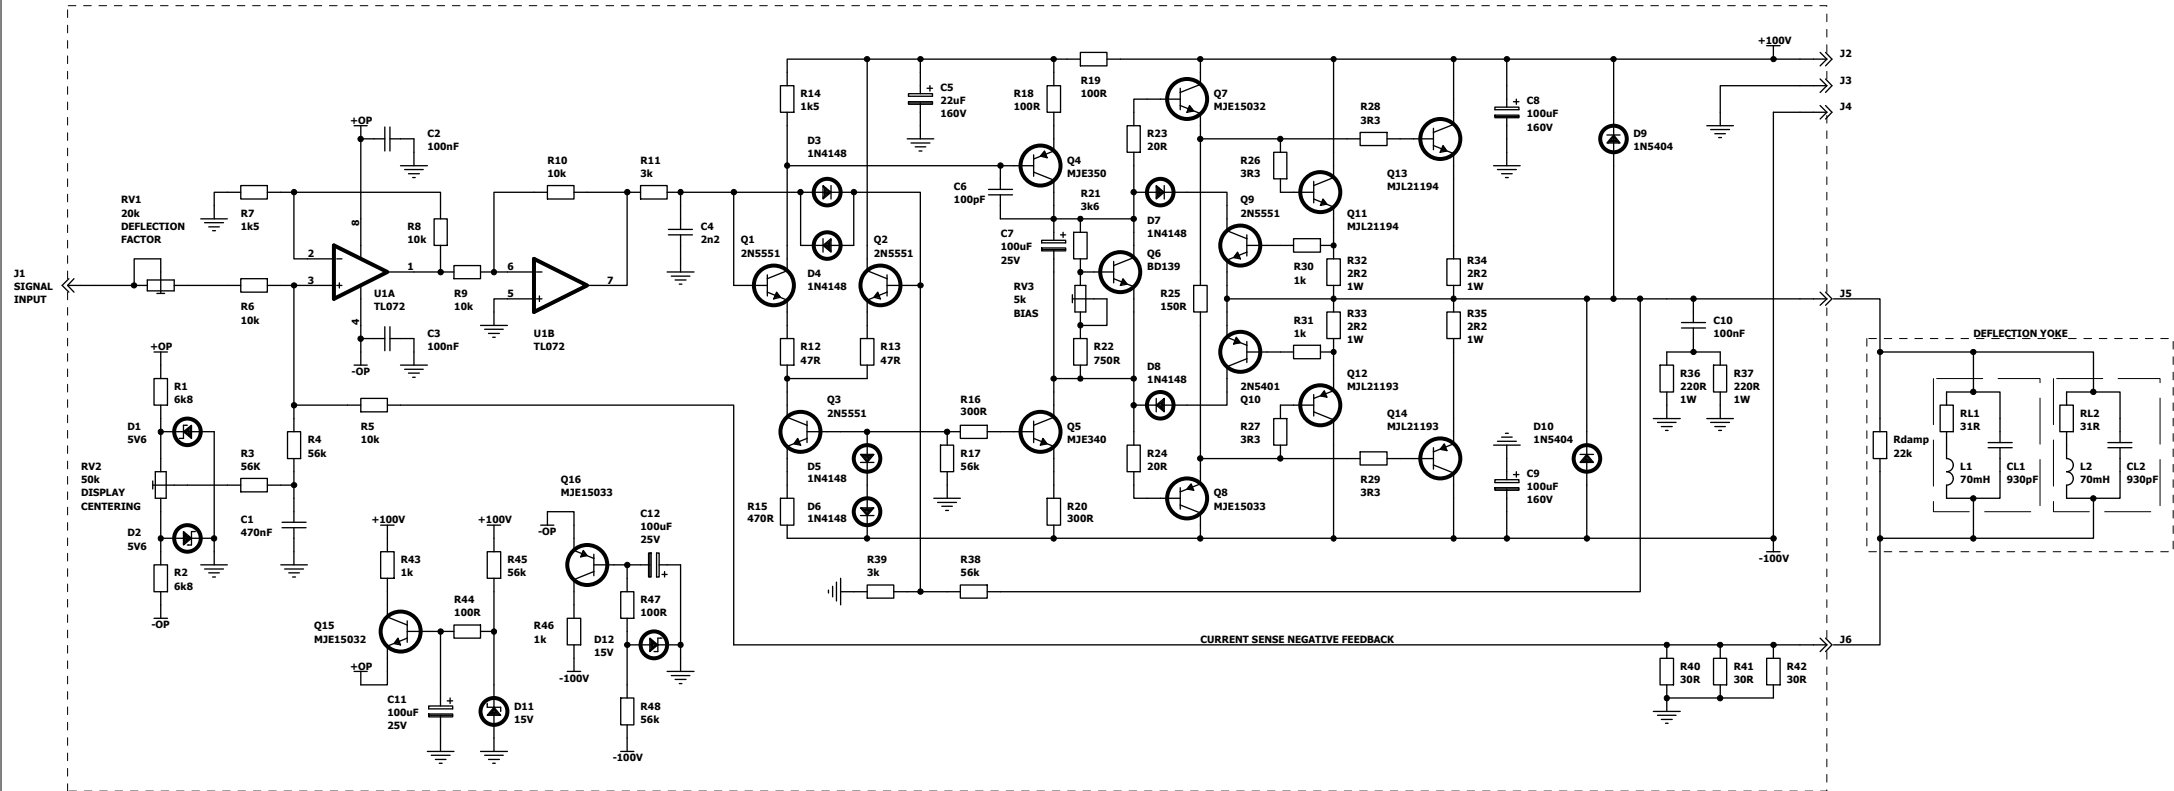 J1
SIGNAL
INPUT
RV1
20k
DEFLECTION
FACTOR
R7
1k5
R6
10k
+OP
C2
100nF
8
2
3
1
4
R8
10k
U1A
TL072
C3
100nF
-OP
R9
10k
R10
10k
6
5
7
U1B
TL072
R11
3k
C4
2n2
+OP
R1
6k8
D1
5V6
RV2
50k
DISPLAY
CENTERING
D2
5V6
R2
6k8
-OP
R3
56K
R4
56k
C1
470nF
R5
10k
R14
1k5
D3
1N4148
D4
1N4148
Q1
2N5551
Q2
2N5551
R12
47R
R13
47R
Q3
2N5551
R15
470R
D5
1N4148
D6
1N4148
R16
300R
R17
56k
C5
22uF
160V
+
R18
100R
R19
100R
Q4
MJE350
C6
100pF
C7
100uF
25V
+
R21
3k6
RV3
5k
BIAS
R22
750R
Q5
MJE340
R20
300R
Q6
BD139
R23
20R
D7
1N4148
D8
1N4148
R24
20R
Q7
MJE15032
R25
150R
Q8
MJE15033
Q9
2N5551
2N5401
Q10
R26
3R3
R27
3R3
R28
3R3
R29
3R3
R30
1k
R31
1k
Q11
MJL21194
Q12
MJL21193
Q13
MJL21194
Q14
MJL21193
R32
2R2
1W
R33
2R2
1W
R34
2R2
1W
R35
2R2
1W
C8
100uF
160V
+
C9
100uF
160V
+
D9
1N5404
D10
1N5404
+100V
-100V
J2
J3
J4
J5
J6
C10
100nF
R36
220R
1W
R37
220R
1W
DEFLECTION YOKE
Rdamp
22k
RL1
31R
L1
70mH
CL1
930pF
RL2
31R
L2
70mH
CL2
930pF
R39
3k
R38
56k
CURRENT SENSE NEGATIVE FEEDBACK
R40
30R
R41
30R
R42
30R
+100V
R43
1k
R44
100R
Q15
MJE15032
+OP
C11
100uF
25V
+
+100V
R45
56k
D11
15V
Q16
MJE15033
-OP
R46
1k
-100V
C12
100uF
25V
+
R47
100R
D12
15V
R48
56k
-100V